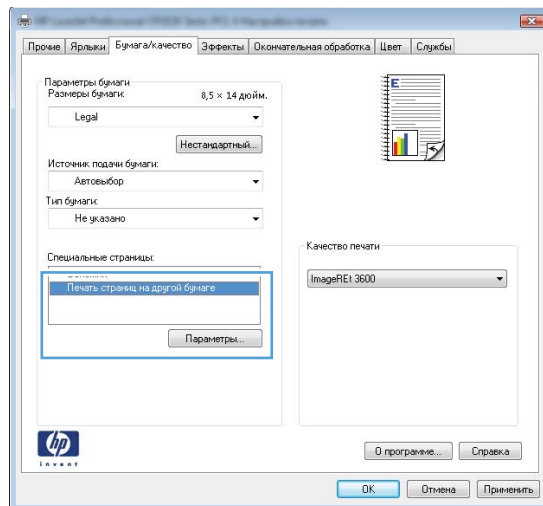 Прочие Ярлыки Бумага/качество Эффекты Окончательная обработка Цвет Службы
Параметры бумаги
Размеры бумаги: 8,5 × 14 дюйм.
Legal
Нестандартный...
Источник подачи бумаги:
Автовыбор
Тип бумаги:
Не указано
Специальные страницы:
Печать страниц на другой бумаге
Параметры...
E
Качество печати
ImageREt 3600
hp
invent
О программе... Справка
OK Отмена Применить